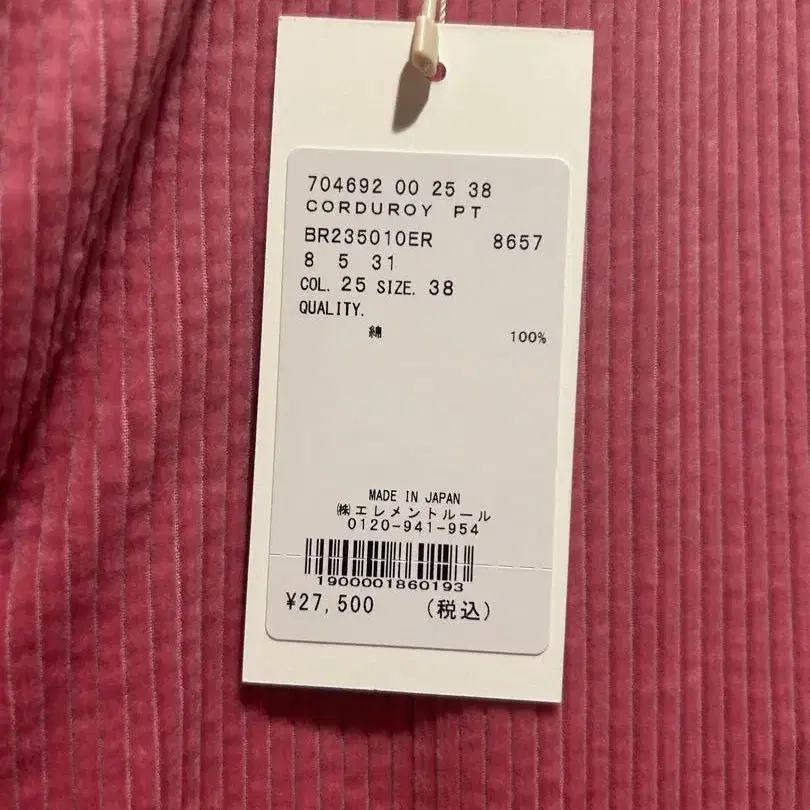 704692 00 25 38
CORDUROY PT
BR235010ER 8657
8 5 31
COL. 25 SIZE. 38
QUALITY.
綿 100%
MADE IN JAPAN
㈱エレメントルール
0120-941-954
1900001860193
¥27,500 (税込)